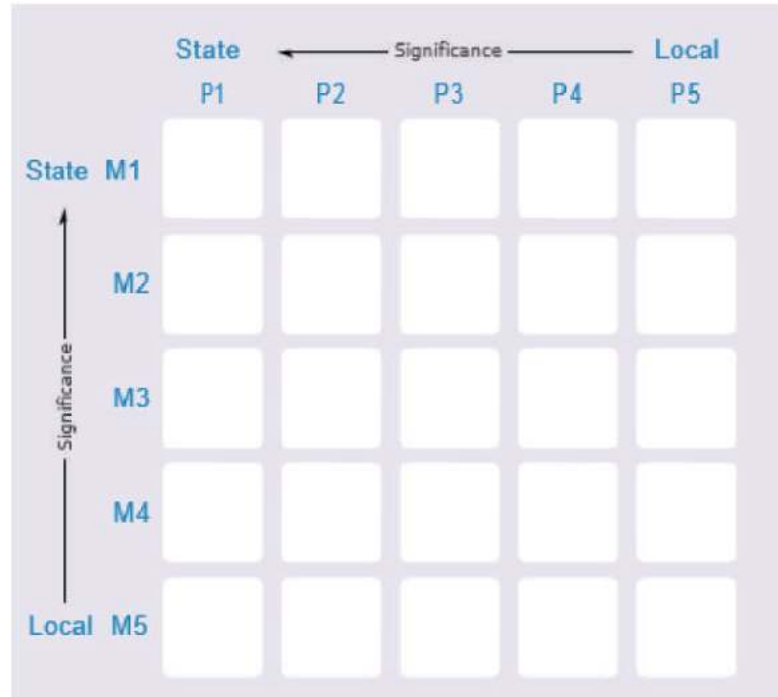 State Significance Local
P1 P2 P3 P4 P5
State M1
M2
Significance
M3
M4
Local M5